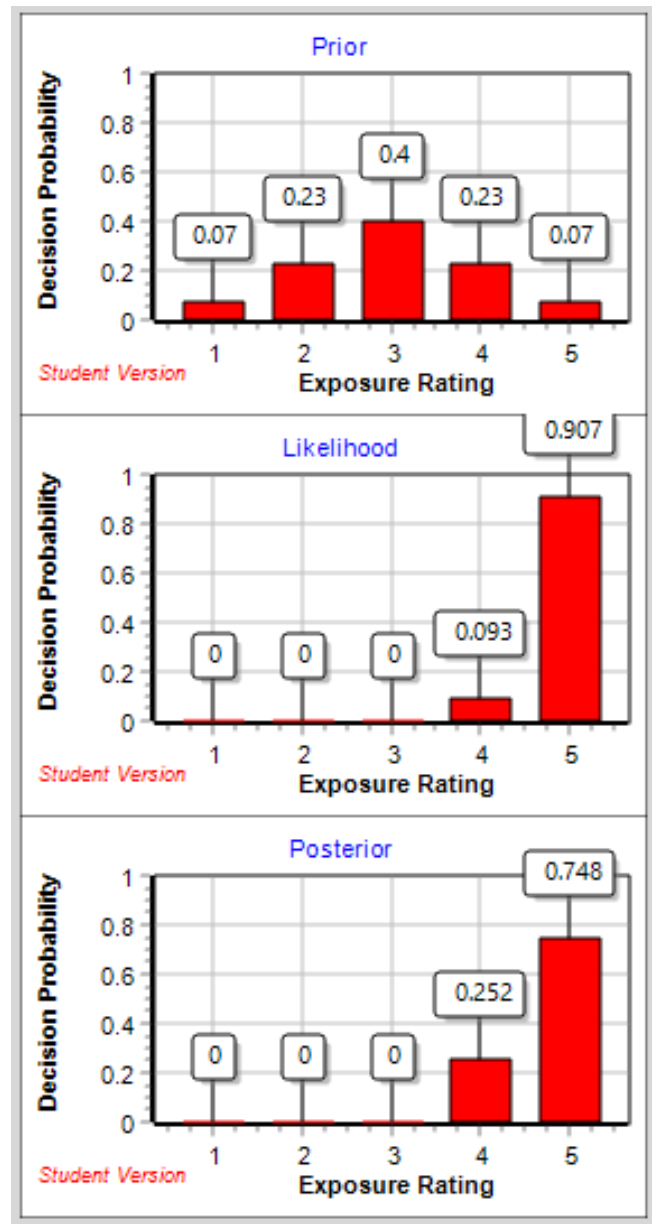 Prior
Decision Probability
1
0.8
0.6
0.4
0.2
0
0.07
0.23
0.4
0.23
0.07
1 2 3 4 5
Student Version
Exposure Rating
Likelihood
Decision Probability
1
0.8
0.6
0.4
0.2
0
0
0
0
0.093
0.907
1 2 3 4 5
Student Version
Exposure Rating
Posterior
Decision Probability
1
0.8
0.6
0.4
0.2
0
0
0
0
0.252
0.748
1 2 3 4 5
Student Version
Exposure Rating